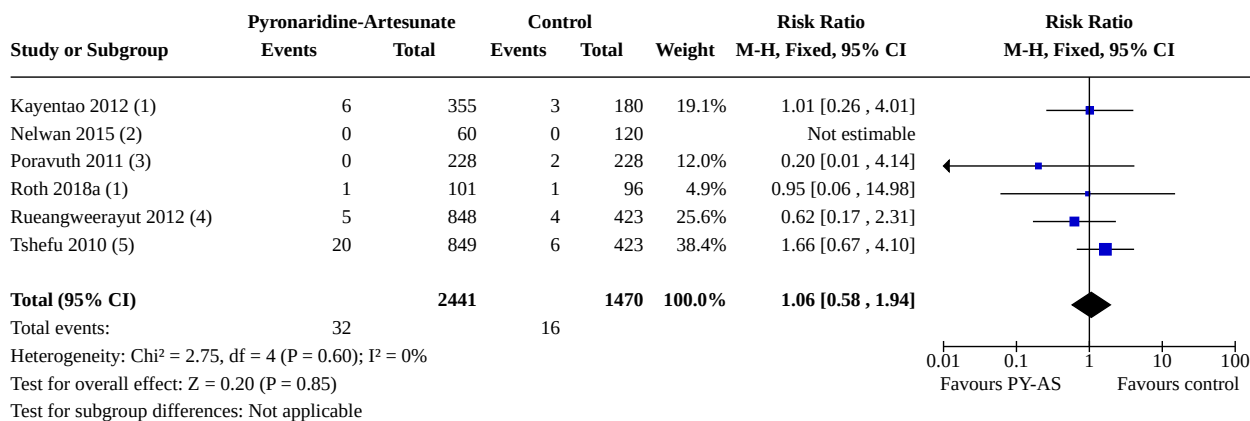 Pyronaridine-Artesunate Control Risk Ratio Risk Ratio
Study or Subgroup Events Total Events Total Weight M-H, Fixed, 95% CI M-H, Fixed, 95% CI
Kayentao 2012 (1) 6 355 3 180 19.1% 1.01 [0.26 , 4.01]
Nelwan 2015 (2) 0 60 0 120 Not estimable
Poravuth 2011 (3) 0 228 2 228 12.0% 0.20 [0.01 , 4.14]
Roth 2018a (1) 1 101 1 96 4.9% 0.95 [0.06 , 14.98]
Rueangweerayut 2012 (4) 5 848 4 423 25.6% 0.62 [0.17 , 2.31]
Tshefu 2010 (5) 20 849 6 423 38.4% 1.66 [0.67 , 4.10]
Total (95% CI) 2441 1470 100.0% 1.06 [0.58 , 1.94]
Total events: 32 16
Heterogeneity: Chi² = 2.75, df = 4 (P = 0.60); I² = 0%
0.01 0.1 1 10 100
Test for overall effect: Z = 0.20 (P = 0.85)
Favours PY-AS Favours control
Test for subgroup differences: Not applicable